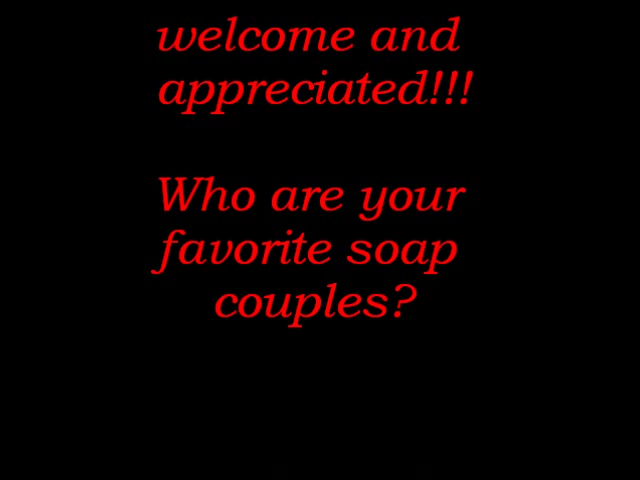 welcome and
appreciated!!!
Who are your
favorite soap
couples?